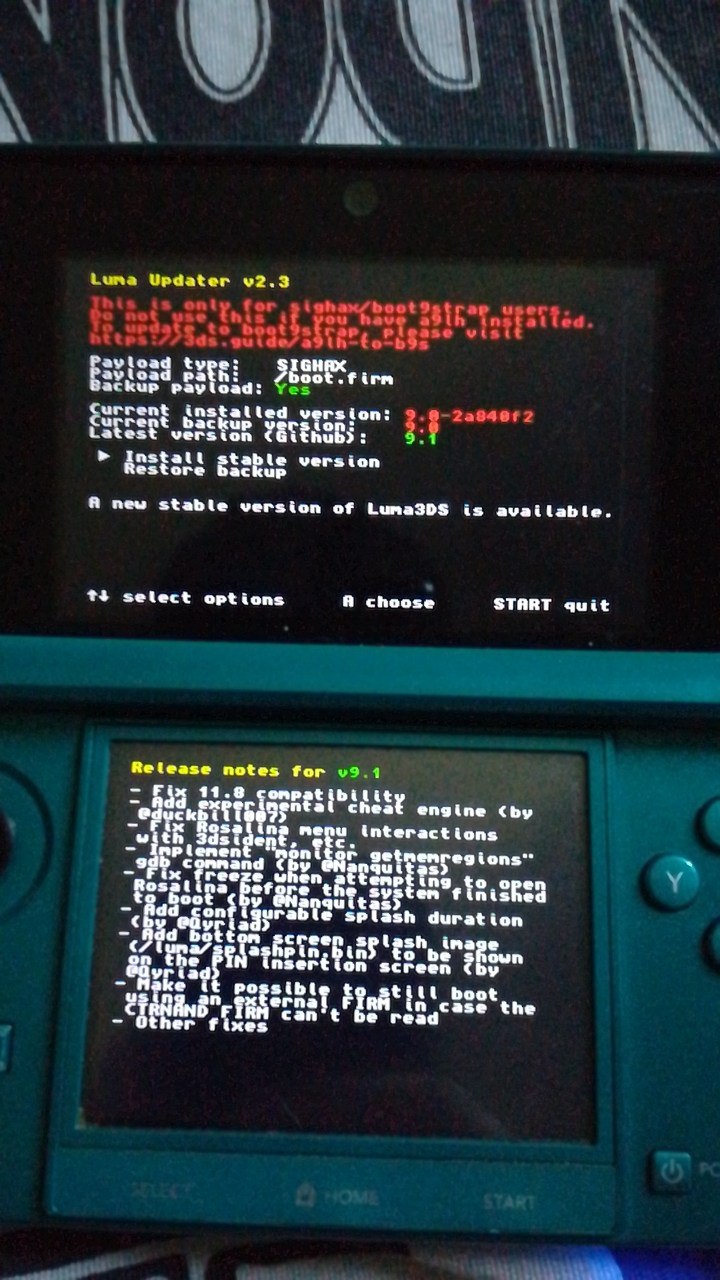 Luma Updater v2.3
This is only for sighax/boot9strap users.
Do not use this if you have a9lh installed.
To update to boot9strap, please visit
https://3ds.guide/a9lh-to-b9s
Payload type: SIGHAX
Payload path: /boot.firm
Backup payload: Yes
Current installed version: 9.0-2a840f2
Current backup version: 9.0
Latest version (Github): 9.1
► Install stable version
Restore backup
A new stable version of Luma3DS is available.
↑↓ select options A choose START quit
Release notes for v9.1
- Fix 11.8 compatibility
- Add experimental cheat engine (by
@duckbill007)
- Fix Rosalina menu interactions
with 3dsident, etc.
- Implement "monitor getmemregions"
gdb command (by @Nanquitas)
- Fix freeze when attempting to open
Rosalina before the system finished
to boot (by @Nanquitas)
- Add configurable splash duration
(by @Qyriad)
- Add bottom screen splash image
(/luma/splashpin.bin) to be shown
on the PIN insertion screen (by
@Qyriad)
- Make it possible to still boot
using an external FIRM in case the
CTRNAND FIRM can't be read
- Other fixes
Y
SELECT HOME START